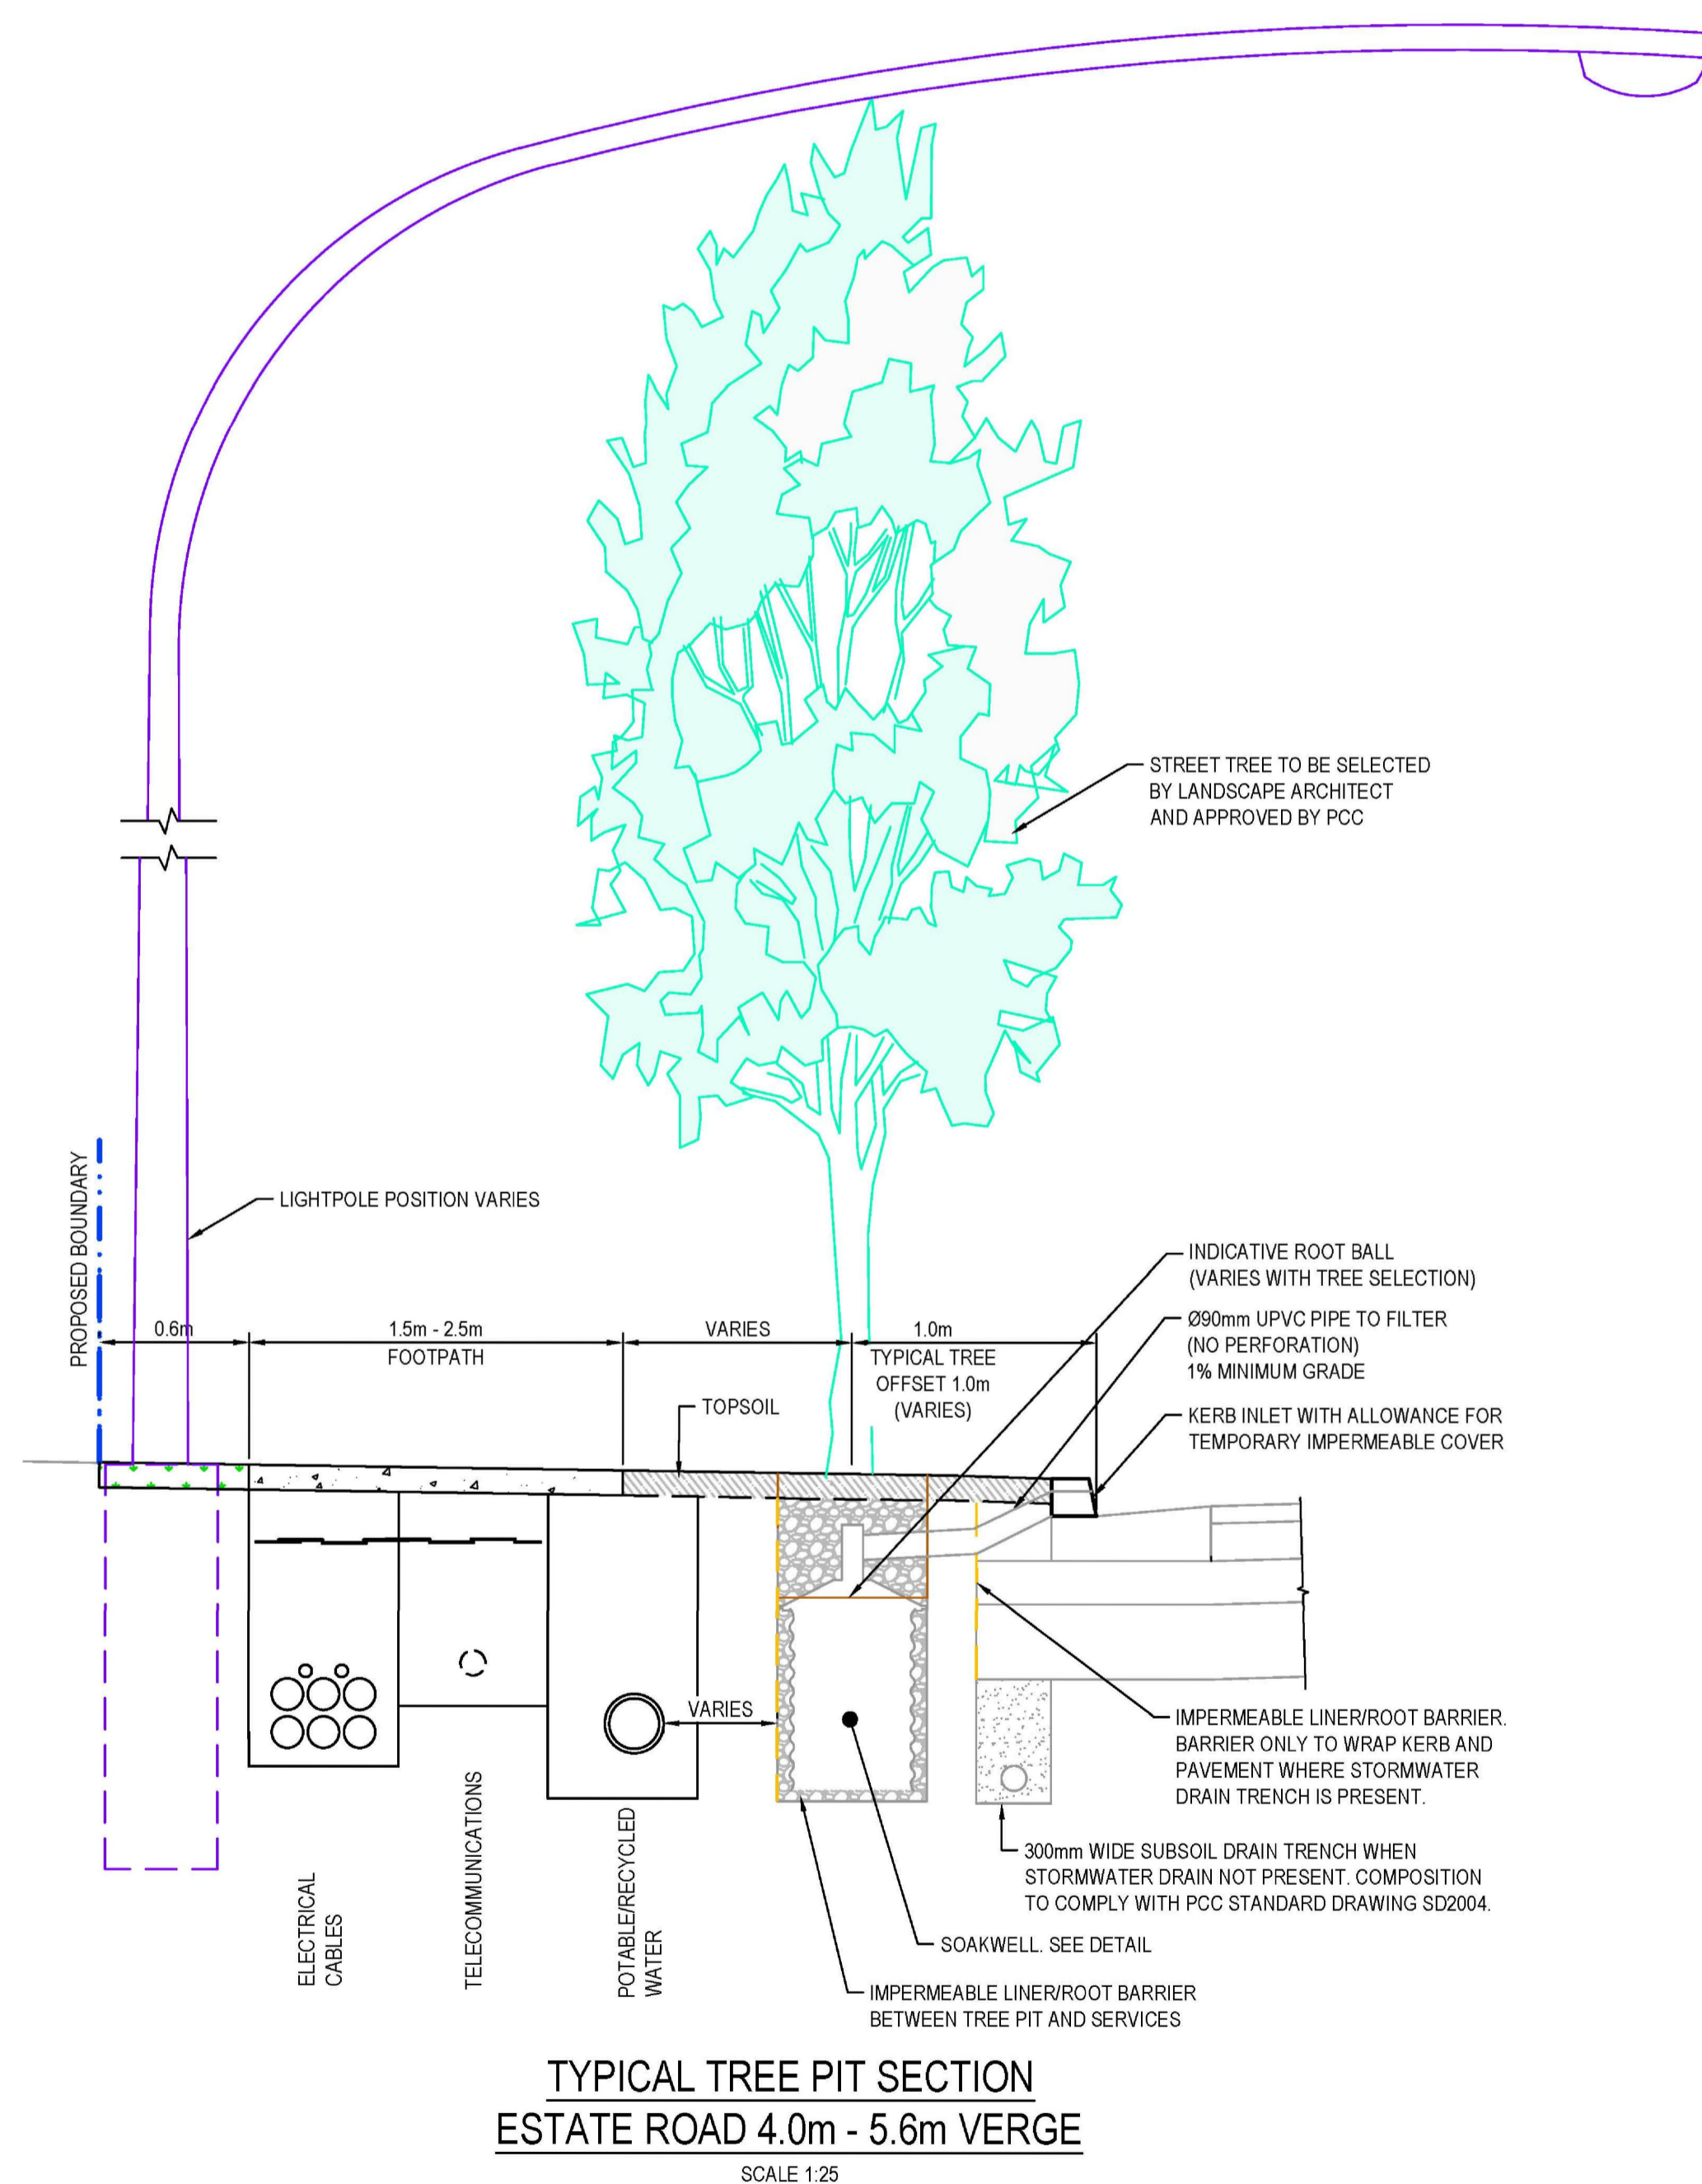 STREET TREE TO BE SELECTED
BY LANDSCAPE ARCHITECT
AND APPROVED BY PCC
PROPOSED BOUNDARY
LIGHTPOLE POSITION VARIES
INDICATIVE ROOT BALL
(VARIES WITH TREE SELECTION)
Ø90mm UPVC PIPE TO FILTER
(NO PERFORATION)
1% MINIMUM GRADE
0.6m
1.5m - 2.5m
FOOTPATH
VARIES
1.0m
TYPICAL TREE
OFFSET 1.0m
(VARIES)
TOPSOIL
KERB INLET WITH ALLOWANCE FOR
TEMPORARY IMPERMEABLE COVER
VARIES
IMPERMEABLE LINER/ROOT BARRIER.
BARRIER ONLY TO WRAP KERB AND
PAVEMENT WHERE STORMWATER
DRAIN TRENCH IS PRESENT.
ELECTRICAL
CABLES
TELECOMMUNICATIONS
POTABLE/RECYCLED
WATER
300mm WIDE SUBSOIL DRAIN TRENCH WHEN
STORMWATER DRAIN NOT PRESENT. COMPOSITION
TO COMPLY WITH PCC STANDARD DRAWING SD2004.
SOAKWELL. SEE DETAIL
IMPERMEABLE LINER/ROOT BARRIER
BETWEEN TREE PIT AND SERVICES
TYPICAL TREE PIT SECTION
ESTATE ROAD 4.0m - 5.6m VERGE
SCALE 1:25